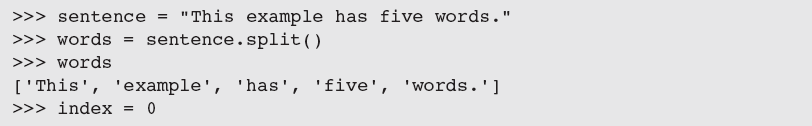 >>> sentence = "This example has five words."
>>> words = sentence.split()
>>> words
['This', 'example', 'has', 'five', 'words.']
>>> index = 0